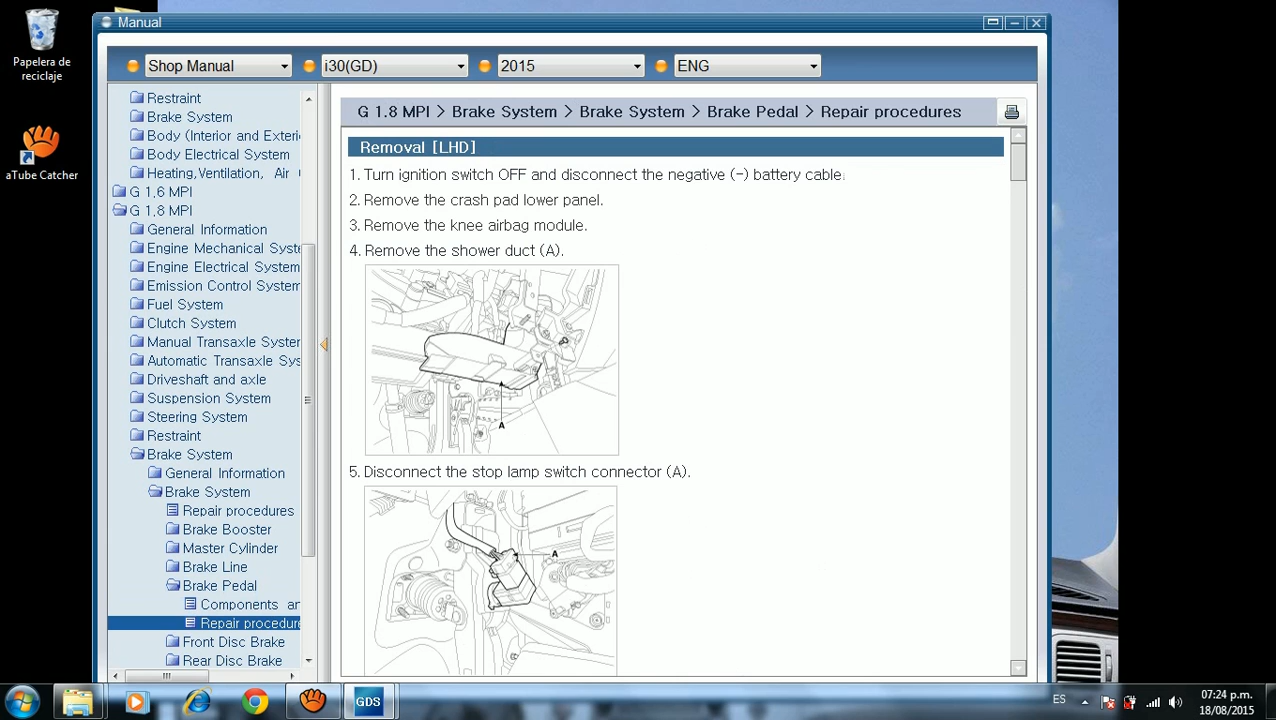 Manual
Papelera de
reciclaje
aTube Catcher
Shop Manual
i30(GD)
2015
ENG
Restraint
Brake System
Body (Interior and Exteri
Body Electrical System
Heating,Ventilation, Air
G 1.6 MPI
G 1.8 MPI
General Information
Engine Mechanical Syste
Engine Electrical System
Emission Control System
Fuel System
Clutch System
Manual Transaxle System
Automatic Transaxle Sys
Driveshaft and axle
Suspension System
Steering System
Restraint
Brake System
General Information
Brake System
Repair procedures
Brake Booster
Master Cylinder
Brake Line
Brake Pedal
Components an
Repair procedure
Front Disc Brake
Rear Disc Brake
G 1.8 MPI > Brake System > Brake System > Brake Pedal > Repair procedures
Removal [LHD]
1. Turn ignition switch OFF and disconnect the negative (-) battery cable.
2. Remove the crash pad lower panel.
3. Remove the knee airbag module.
4. Remove the shower duct (A).
A
5. Disconnect the stop lamp switch connector (A).
A
GDS
ES
07:24 p.m.
18/08/2015